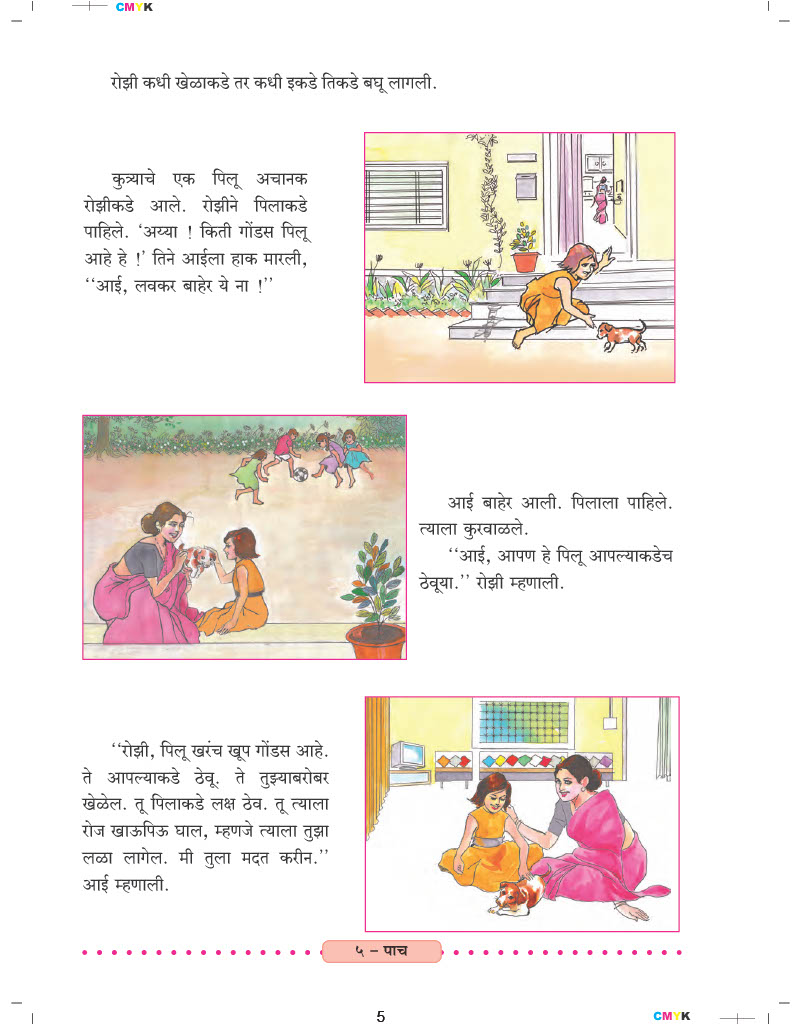 CMYK
रोझी कधी खेळाकडे तर कधी इकडे तिकडे बघू लागली.
कुत्र्याचे एक पिलू अचानक
रोझीकडे आले. रोझीने पिलाकडे
पाहिले. ‘अय्या ! किती गोंडस पिलू
आहे हे !’ तिने आईला हाक मारली,
‘‘आई, लवकर बाहेर ये ना !’’
आई बाहेर आली. पिलाला पाहिले.
त्याला कुरवाळले.
‘‘आई, आपण हे पिलू आपल्याकडेच
ठेवूया.’’ रोझी म्हणाली.
‘‘रोझी, पिलू खरंच खूप गोंडस आहे.
ते आपल्याकडे ठेवू. ते तुझ्याबरोबर
खेळेल. तू पिलाकडे लक्ष ठेव. तू त्याला
रोज खाऊपिऊ घाल, म्हणजे त्याला तुझा
लळा लागेल. मी तुला मदत करीन.’’
आई म्हणाली.
५ – पाच
5
CMYK